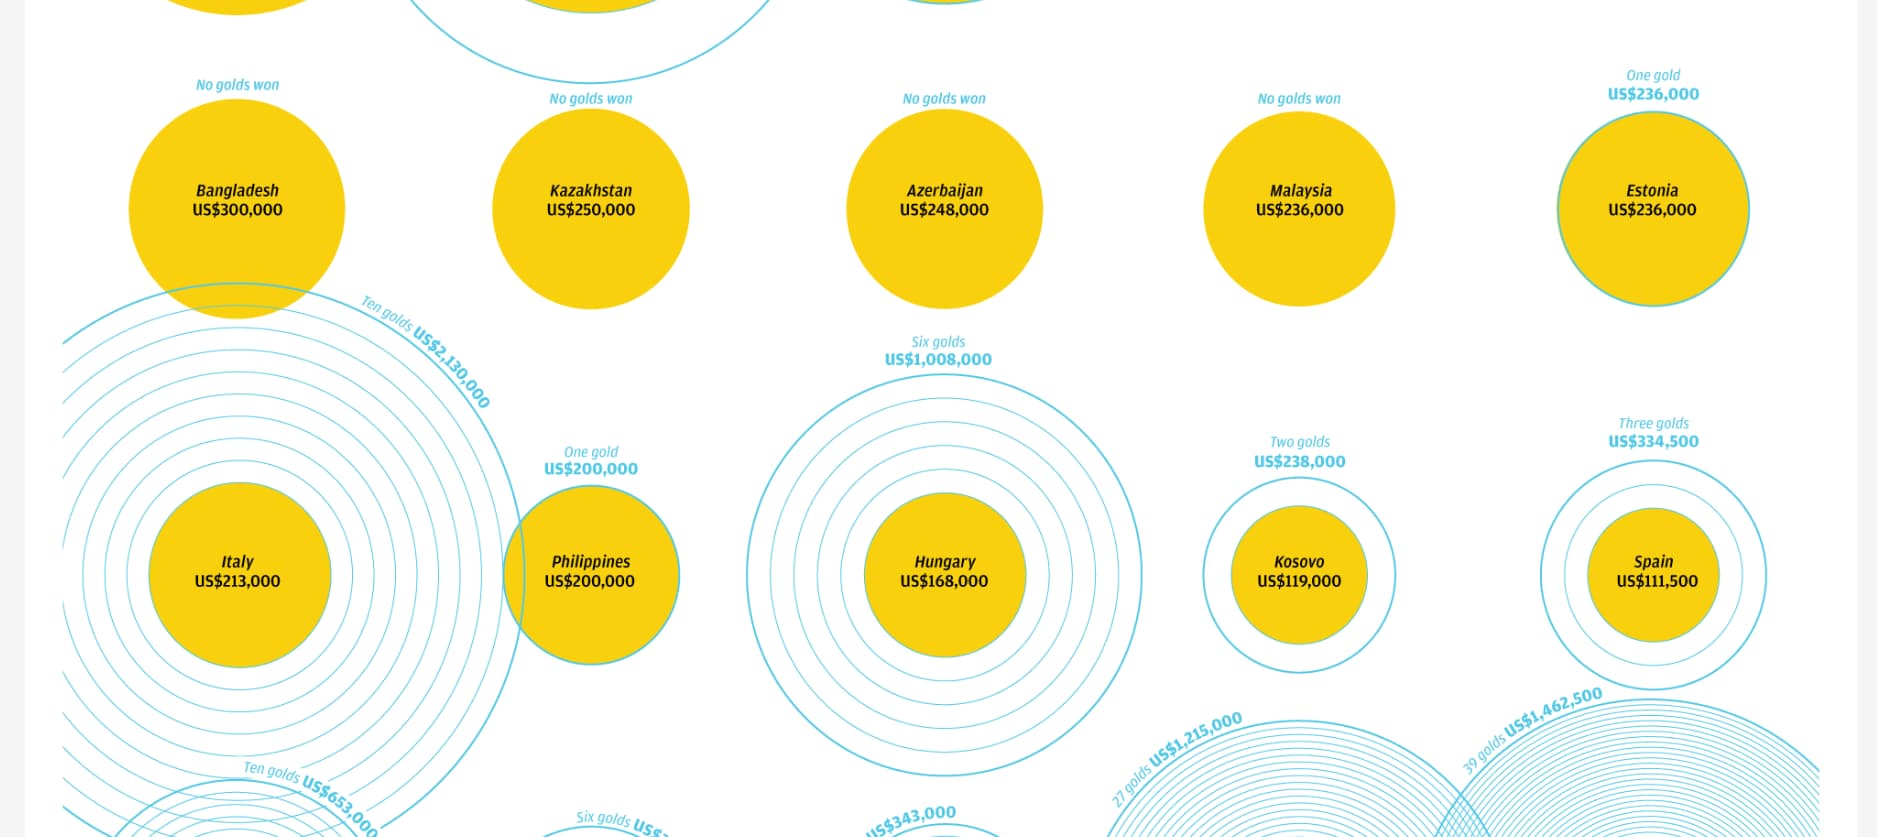 No golds won
Bangladesh
US$300,000
No golds won
Kazakhstan
US$250,000
No golds won
Azerbaijan
US$248,000
No golds won
Malaysia
US$236,000
One gold
US$236,000
Estonia
US$236,000
Ten golds US$2,130,000
Italy
US$213,000
One gold
US$200,000
Philippines
US$200,000
Six golds
US$1,008,000
Hungary
US$168,000
Two golds
US$238,000
Kosovo
US$119,000
Three golds
US$334,500
Spain
US$111,500
Ten golds US$653,000
Six golds
US$343,000
27 golds US$1,215,000
39 golds US$1,462,500